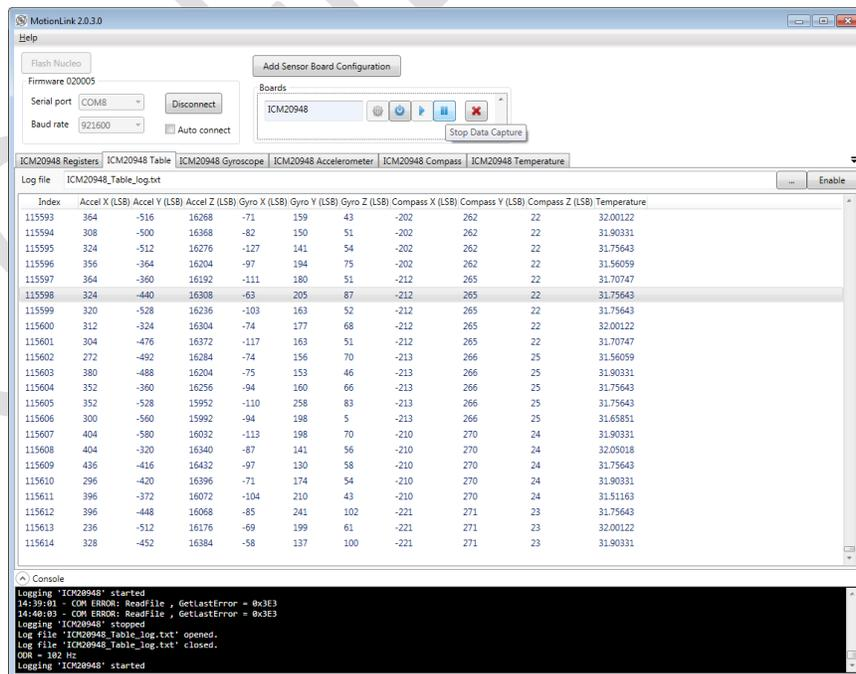 MotionLink 2.0.3.0
Help
Flash Nucleo
Add Sensor Board Configuration
Firmware 020005
Boards
Serial port COM8 Disconnect
ICM20948
Baud rate 921600 Auto connect
Stop Data Capture
ICM20948 Registers ICM20948 Table ICM20948 Gyroscope ICM20948 Accelerometer ICM20948 Compass ICM20948 Temperature
Log file ICM20948_Table_log.txt ... Enable
Index Accel X (LSB) Accel Y (LSB) Accel Z (LSB) Gyro X (LSB) Gyro Y (LSB) Gyro Z (LSB) Compass X (LSB) Compass Y (LSB) Compass Z (LSB) Temperature
115593 364 -516 16268 -71 159 43 -202 262 22 32.00122
115594 308 -500 16368 -82 150 51 -202 262 22 31.90331
115595 324 -512 16276 -127 141 54 -202 262 22 31.75643
115596 356 -364 16204 -97 194 75 -202 262 22 31.56059
115597 364 -360 16192 -111 180 51 -212 265 22 31.70747
115598 324 -440 16308 -63 205 87 -212 265 22 31.75643
115599 320 -528 16236 -103 163 52 -212 265 22 31.75643
115600 312 -324 16304 -74 177 68 -212 265 22 32.00122
115601 304 -476 16372 -117 163 51 -212 265 22 31.70747
115602 272 -492 16284 -74 156 70 -213 266 25 31.56059
115603 380 -488 16204 -75 153 46 -213 266 25 31.90331
115604 352 -360 16256 -94 160 66 -213 266 25 31.75643
115605 352 -528 15952 -110 258 83 -213 266 25 31.75643
115606 300 -560 15992 -94 198 5 -213 266 25 31.65851
115607 404 -580 16032 -113 198 70 -210 270 24 31.90331
115608 404 -320 16340 -87 141 56 -210 270 24 32.05018
115609 436 -416 16432 -97 130 58 -210 270 24 31.75643
115610 296 -420 16396 -71 174 54 -210 270 24 31.90331
115611 396 -372 16072 -104 210 43 -210 270 24 31.51163
115612 396 -448 16068 -85 241 102 -221 271 23 31.75643
115613 236 -512 16176 -69 199 61 -221 271 23 32.00122
115614 328 -452 16384 -58 137 100 -221 271 23 31.90331
Console
Logging 'ICM20948' started
14:39:01 - COM ERROR: ReadFile , GetLastError = 0x3E3
14:40:03 - COM ERROR: ReadFile , GetLastError = 0x3E3
Logging 'ICM20948' stopped
Log file 'ICM20948_Table_log.txt' opened.
Log file 'ICM20948_Table_log.txt' closed.
ODR = 102 Hz
Logging 'ICM20948' started